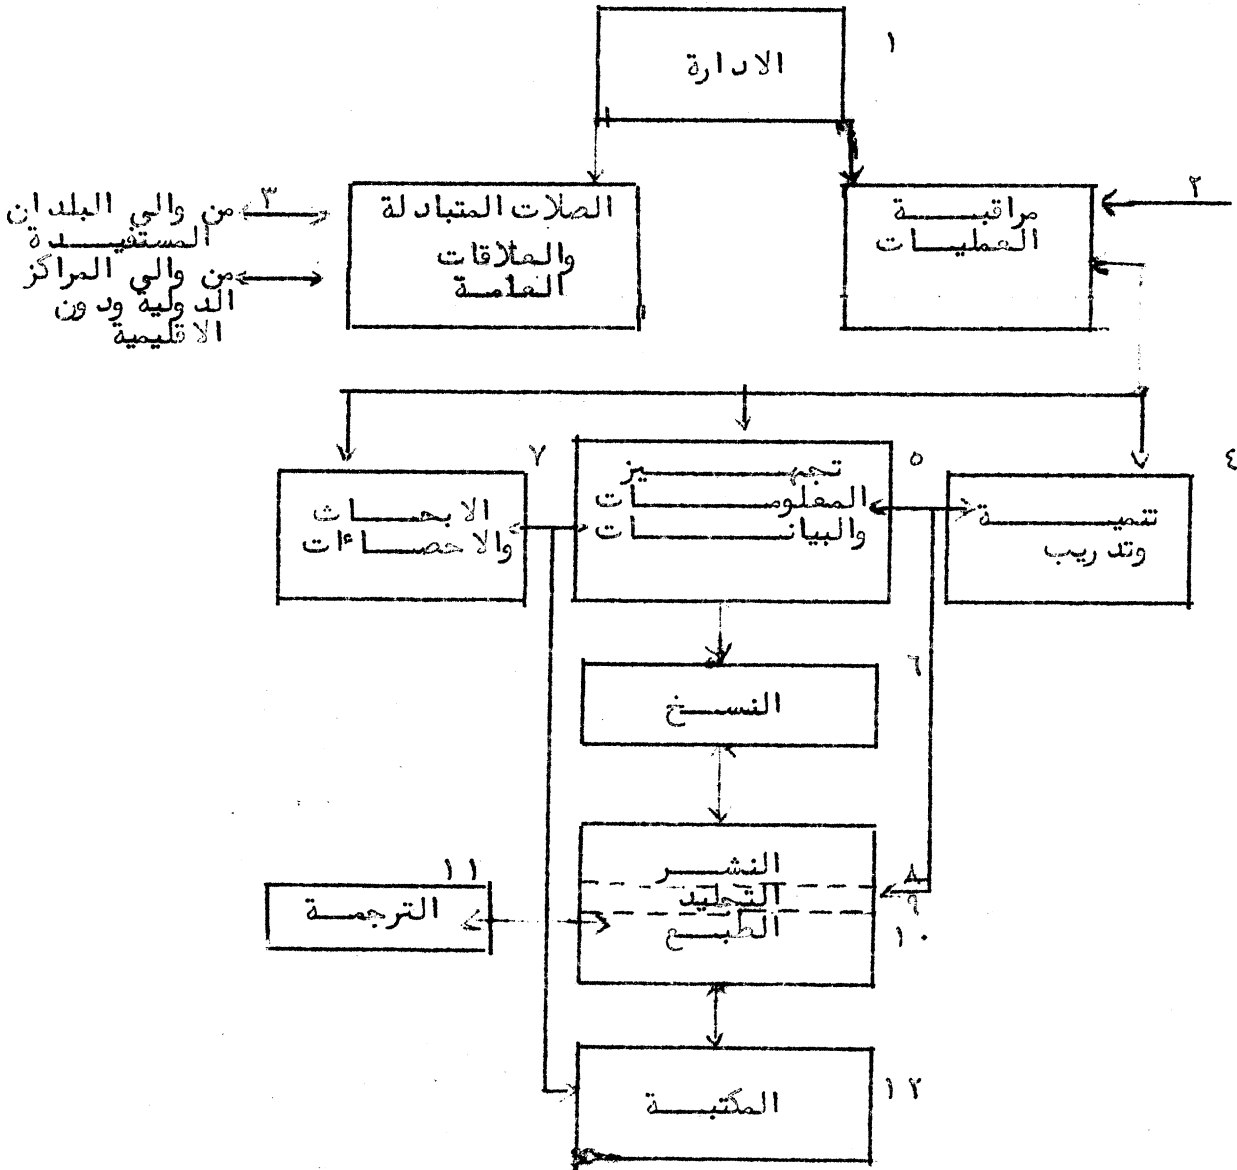 ١
الادارة
٢
مراقبة
العمليات
الصلات المتبادلة
والعلاقات
العامة
٣
من والي البلدان
المستفيدة
من والي المراكز
الدولية ودون
الاقليمية
٤
تنمية
وتدريب
٥
تجهيز
المعلومات
والبيانات
٧
الابحاث
والاحصاءات
٦
النسخ
٨
النشر
٩
التجليد
١٠
الطبع
١١
الترجمة
١٢
المكتبة